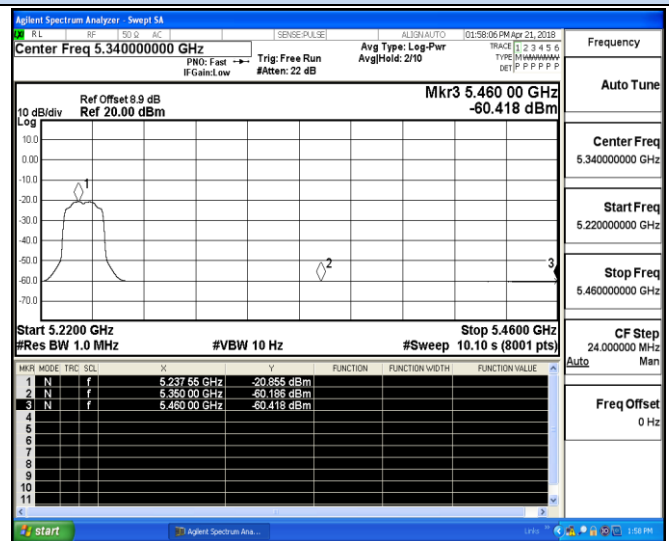 Agilent Spectrum Analyzer - Swept SA
LXI RL RF 50 Ω AC SENSE:PULSE ALIGNAUTO 01:58:06 PM Apr 21, 2018
Center Freq 5.340000000 GHz
PNO: Fast
IFGain:Low
Trig: Free Run
#Atten: 22 dB
Avg Type: Log-Pwr
Avg|Hold: 2/10
TRACE 1 2 3 4 5 6
TYPE MWWWWW
DET P P P P P P
Frequency
Mkr3 5.460 00 GHz
-60.418 dBm
Ref Offset 8.9 dB
10 dB/div Ref 20.00 dBm
Log
10.0
0.00
-10.0
-20.0
-30.0
-40.0
-50.0
-60.0
-70.0
1
2
3
Start 5.2200 GHz Stop 5.4600 GHz
#Res BW 1.0 MHz #VBW 10 Hz #Sweep 10.10 s (8001 pts)
MKR MODE TRC SCL X Y FUNCTION FUNCTION WIDTH FUNCTION VALUE
1 N f 5.237 55 GHz -20.855 dBm
2 N f 5.350 00 GHz -60.186 dBm
3 N f 5.460 00 GHz -60.418 dBm
4
5
6
7
8
9
10
11
Auto Tune
Center Freq
5.340000000 GHz
Start Freq
5.220000000 GHz
Stop Freq
5.460000000 GHz
CF Step
24.000000 MHz
Auto Man
Freq Offset
0 Hz
start Agilent Spectrum Ana... Links » 1:58 PM